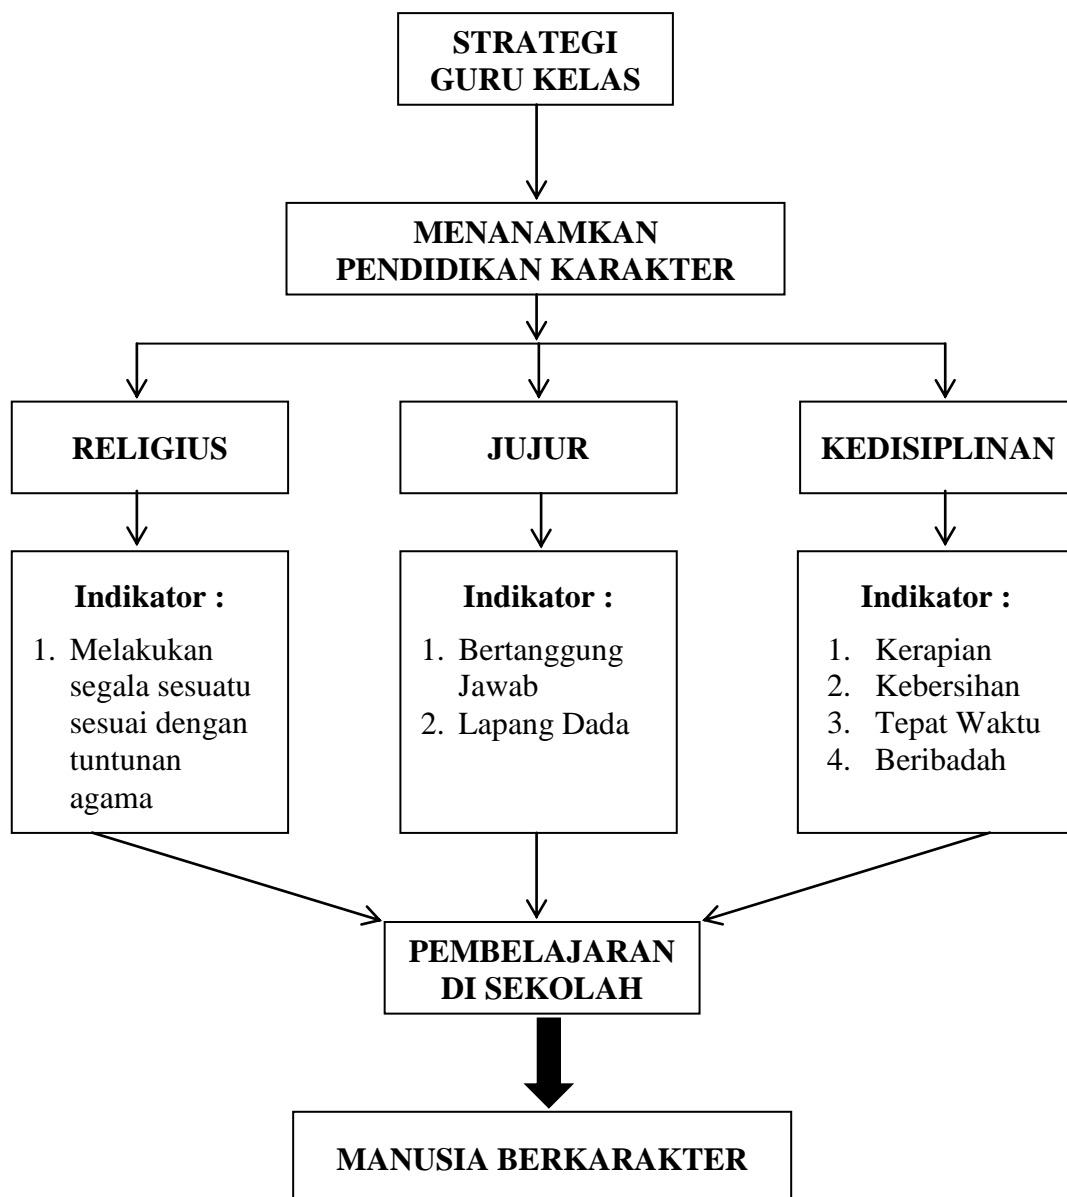 STRATEGI
GURU KELAS
MENANAMKAN
PENDIDIKAN KARAKTER
RELIGIUS
JUJUR
KEDISIPLINAN
Indikator :
1. Melakukan
segala sesuatu
sesuai dengan
tuntunan
agama
Indikator :
1. Bertanggung
Jawab
2. Lapang Dada
Indikator :
1. Kerapian
2. Kebersihan
3. Tepat Waktu
4. Beribadah
PEMBELAJARAN
DI SEKOLAH
MANUSIA BERKARAKTER